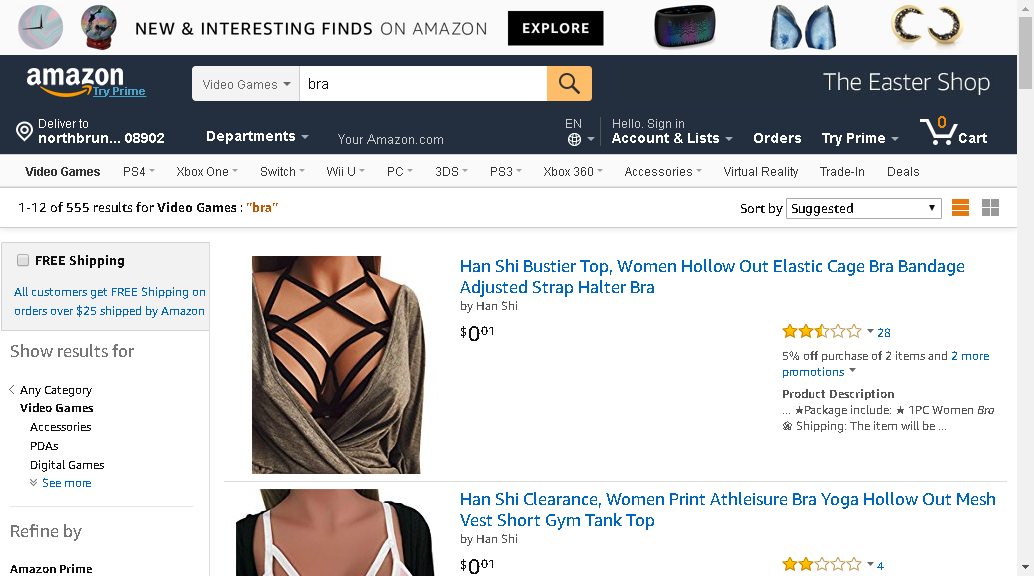 NEW & INTERESTING FINDS ON AMAZON EXPLORE
amazon
Try Prime
Video Games bra
The Easter Shop
Deliver to
northbrun... 08902
Departments
Your Amazon.com
EN
Hello. Sign in
Account & Lists
Orders
Try Prime
0
Cart
Video Games PS4 Xbox One Switch Wii U PC 3DS PS3 Xbox 360 Accessories Virtual Reality Trade-In Deals
1-12 of 555 results for Video Games : "bra"
Sort by Suggested
FREE Shipping
All customers get FREE Shipping on
orders over $25 shipped by Amazon
Show results for
Any Category
Video Games
Accessories
PDAs
Digital Games
See more
Refine by
Amazon Prime
Han Shi Bustier Top, Women Hollow Out Elastic Cage Bra Bandage
Adjusted Strap Halter Bra
by Han Shi
$0.01
28
5% off purchase of 2 items and 2 more
promotions
Product Description
... ★Package include: ★ 1PC Women Bra
❀ Shipping: The item will be ...
Han Shi Clearance, Women Print Athleisure Bra Yoga Hollow Out Mesh
Vest Short Gym Tank Top
by Han Shi
$0.01
4